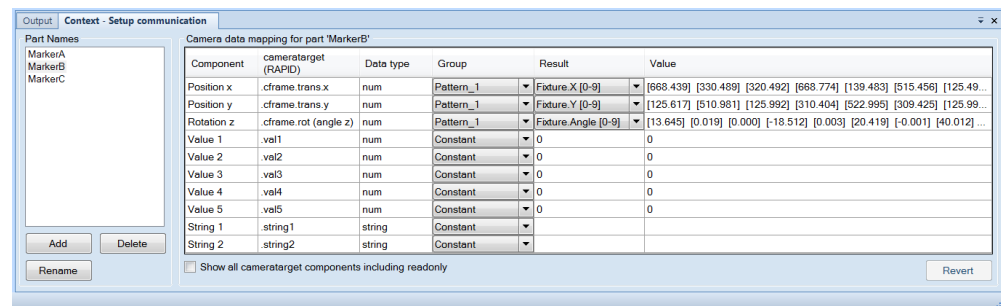 Output Context - Setup communication
Part Names
MarkerA
MarkerB
MarkerC
Add Delete
Rename
Camera data mapping for part 'MarkerB'
Component cameratarget (RAPID) Data type Group Result Value
Position x .cframe.trans.x num Pattern_1 Fixture.X [0-9] [668.439] [330.489] [320.492] [668.774] [139.483] [515.456] [125.49...
Position y .cframe.trans.y num Pattern_1 Fixture.Y [0-9] [125.617] [510.981] [125.992] [310.404] [522.995] [309.425] [125.99...
Rotation z .cframe.rot (angle z) num Pattern_1 Fixture.Angle [0-9] [13.645] [0.019] [0.000] [-18.512] [0.003] [20.419] [-0.001] [40.012] ...
Value 1 .val1 num Constant 0 0
Value 2 .val2 num Constant 0 0
Value 3 .val3 num Constant 0 0
Value 4 .val4 num Constant 0 0
Value 5 .val5 num Constant 0 0
String 1 .string1 string Constant
String 2 .string2 string Constant
Show all cameratarget components including readonly
Revert